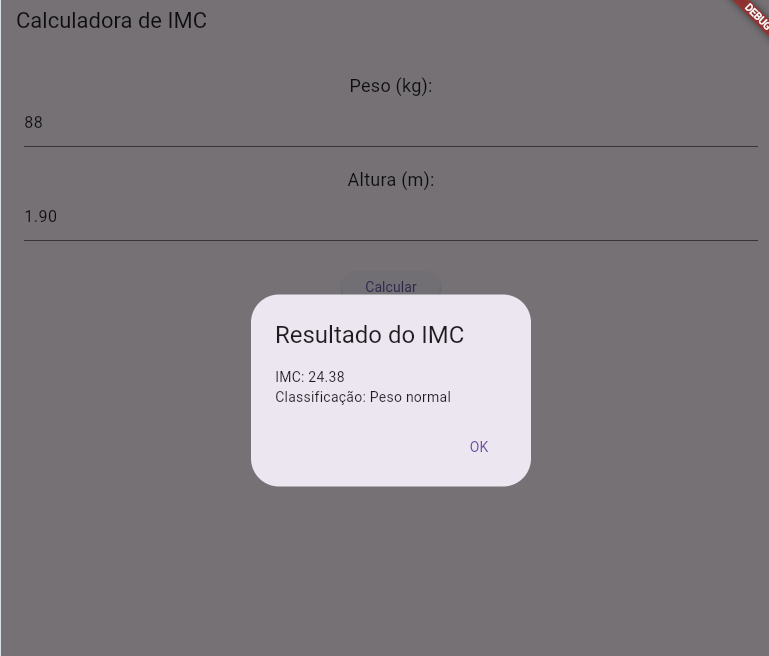 Calculadora de IMC
DEBUG
Peso (kg):
88
Altura (m):
1.90
Calcular
Resultado do IMC
IMC: 24.38
Classificação: Peso normal
OK